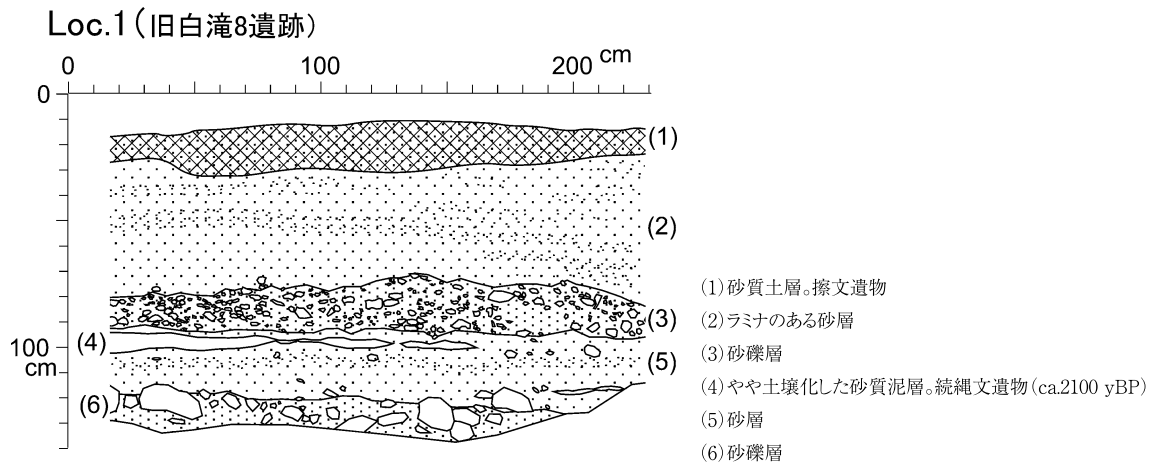 Loc.1(旧白滝8遺跡)
0 100 200 cm
0
(1)
(2)
(3)
(4)
100
cm
(5)
(6)
(1)砂質土層。擦文遺物
(2)ラミナのある砂層
(3)砂礫層
(4)やや土壌化した砂質泥層。続縄文遺物(ca.2100 yBP)
(5)砂層
(6)砂礫層